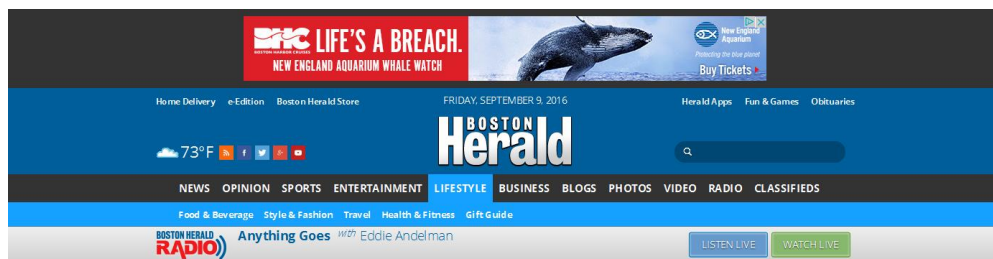 BHC LIFE'S A BREACH.
BOSTON HARBOR CRUISES
NEW ENGLAND AQUARIUM WHALE WATCH
New England
Aquarium
Protecting the blue planet
Buy Tickets
Home Delivery e-Edition Boston Herald Store
FRIDAY, SEPTEMBER 9, 2016
Herald Apps Fun & Games Obituaries
BOSTON
Herald
73°F
NEWS OPINION SPORTS ENTERTAINMENT LIFESTYLE BUSINESS BLOGS PHOTOS VIDEO RADIO CLASSIFIEDS
Food & Beverage Style & Fashion Travel Health & Fitness Gift Guide
BOSTON HERALD
RADIO
Anything Goes with Eddie Andelman
LISTEN LIVE WATCH LIVE